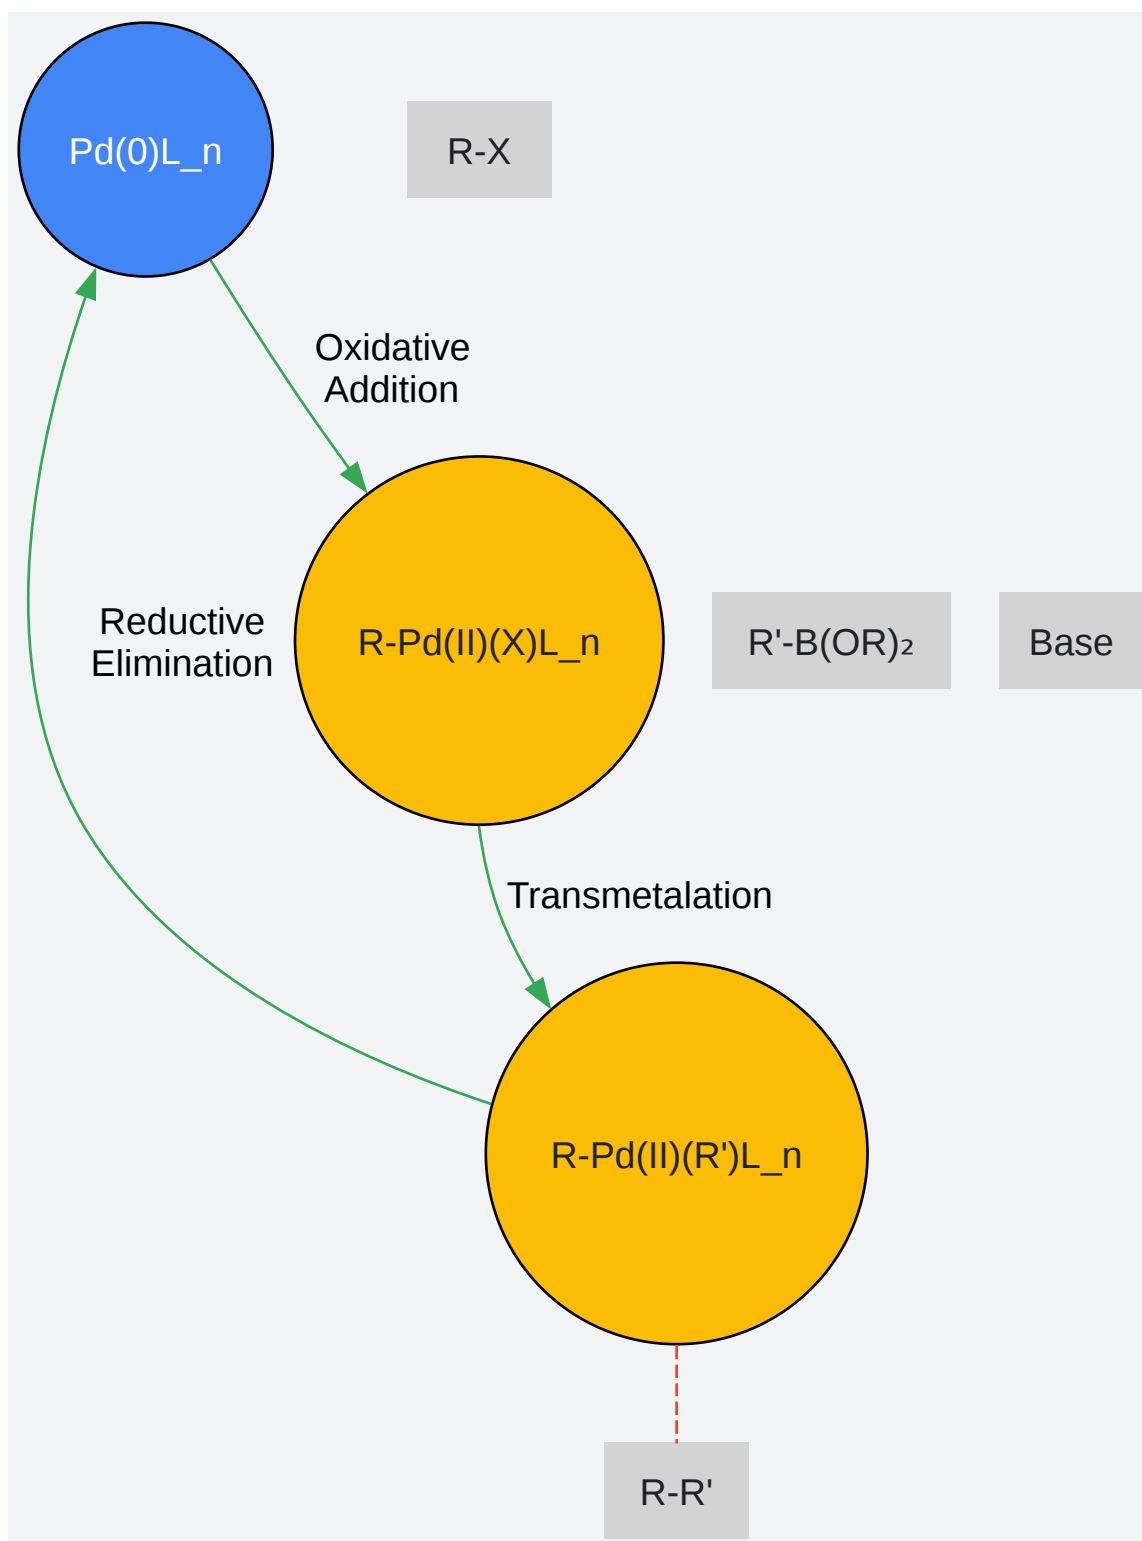 Pd(0)L_n
R-X
Oxidative
Addition
Reductive
Elimination
R-Pd(II)(X)L_n
R'-B(OR)₂
Base
Transmetalation
R-Pd(II)(R')L_n
R-R'